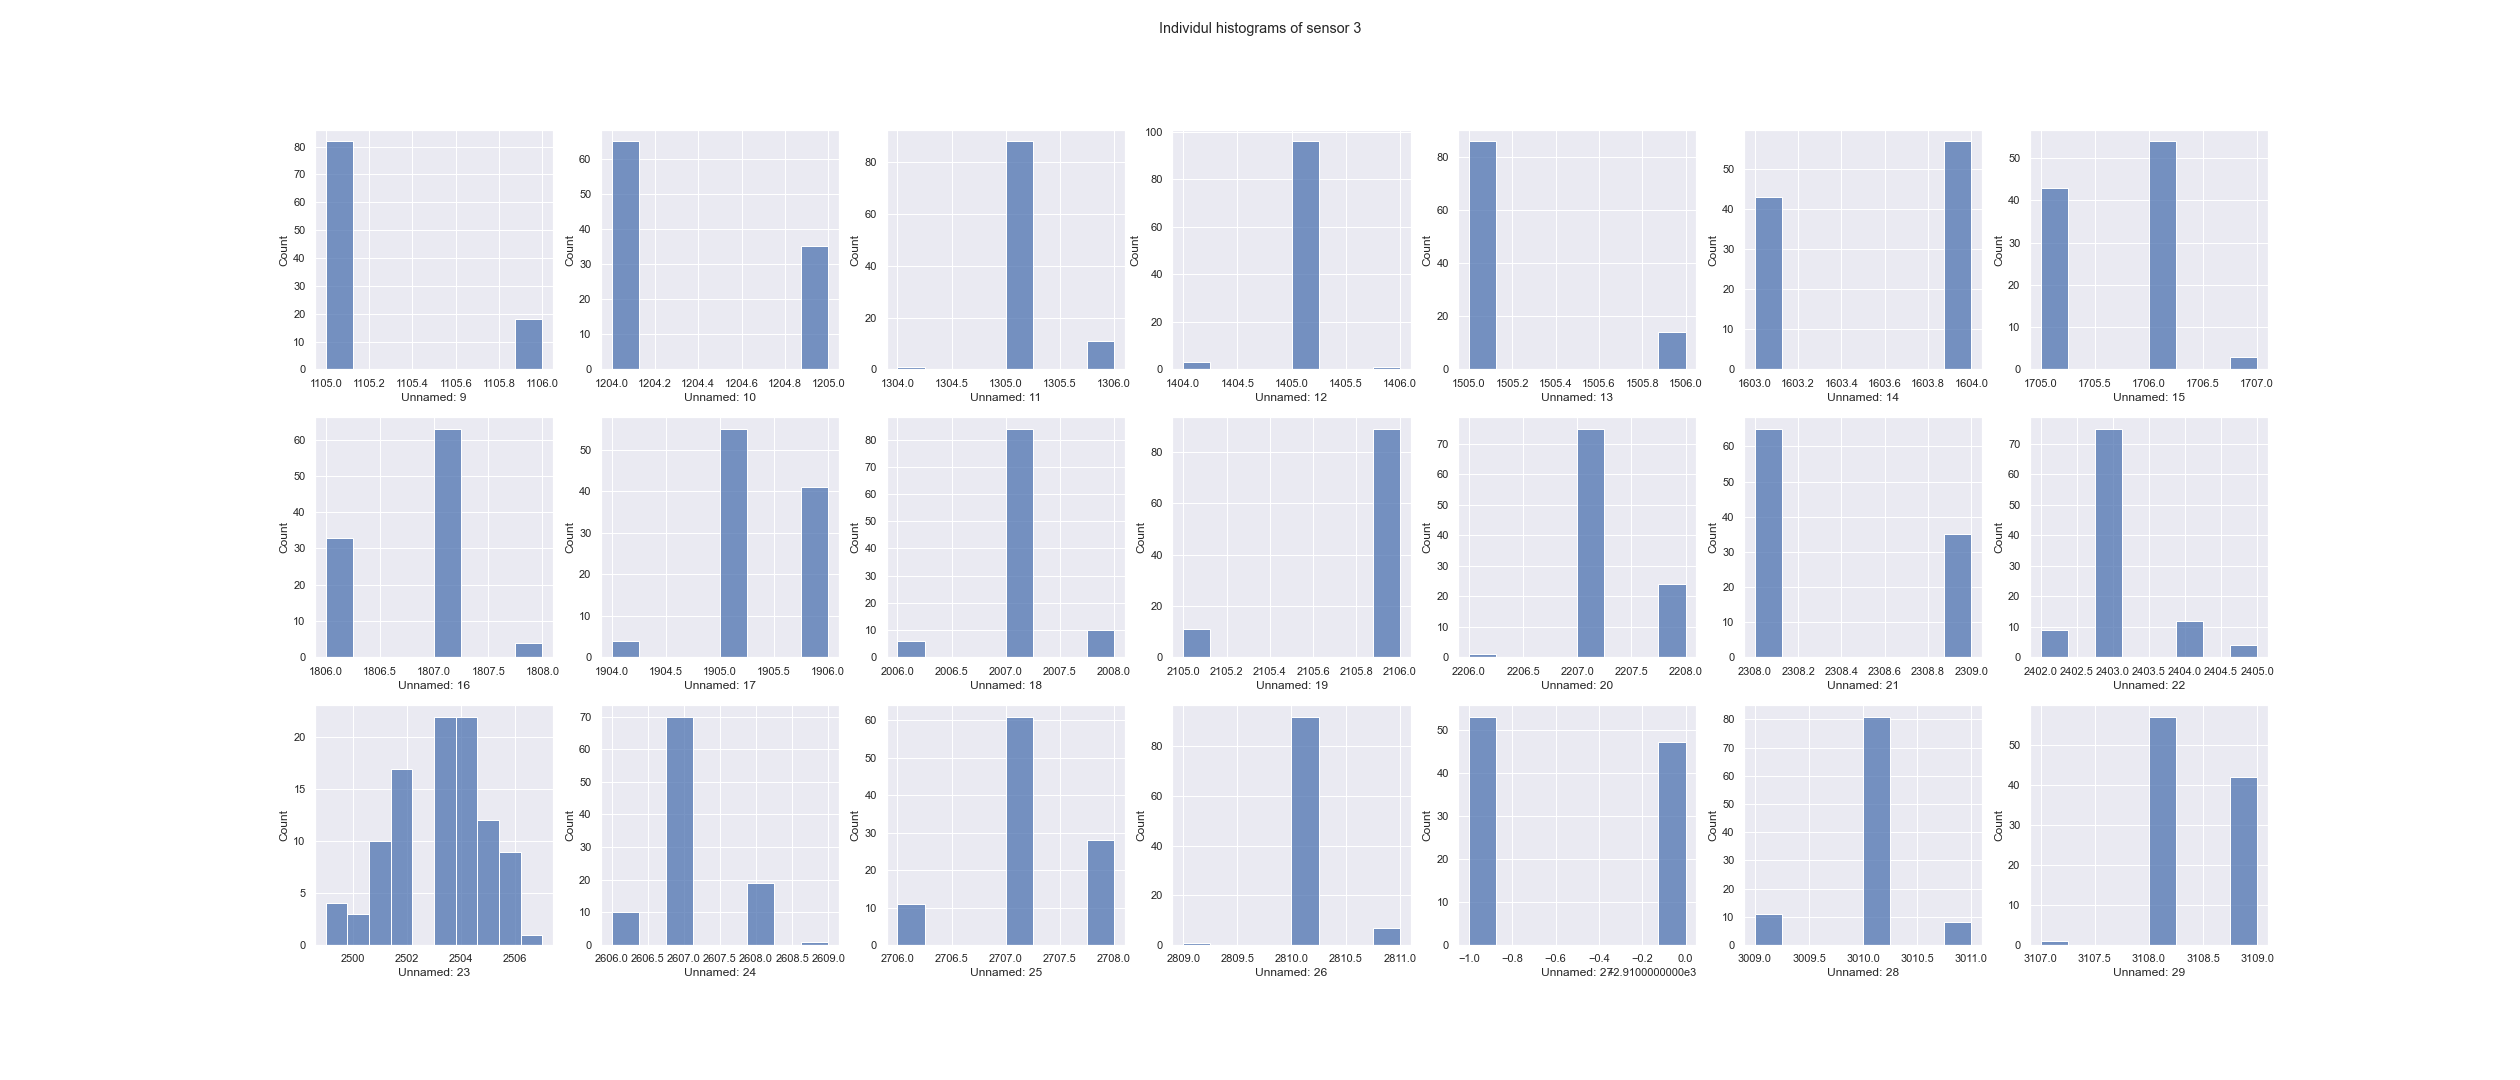 Individul histograms of sensor 3
Count
80
70
60
50
40
30
20
10
0
1105.0 1105.2 1105.4 1105.6 1105.8 1106.0
Unnamed: 9
Count
60
50
40
30
20
10
0
1204.0 1204.2 1204.4 1204.6 1204.8 1205.0
Unnamed: 10
Count
80
60
40
20
0
1304.0 1304.5 1305.0 1305.5 1306.0
Unnamed: 11
Count
100
80
60
40
20
0
1404.0 1404.5 1405.0 1405.5 1406.0
Unnamed: 12
Count
80
60
40
20
0
1505.0 1505.2 1505.4 1505.6 1505.8 1506.0
Unnamed: 13
Count
50
40
30
20
10
0
1603.0 1603.2 1603.4 1603.6 1603.8 1604.0
Unnamed: 14
Count
50
40
30
20
10
0
1705.0 1705.5 1706.0 1706.5 1707.0
Unnamed: 15
Count
60
50
40
30
20
10
0
1806.0 1806.5 1807.0 1807.5 1808.0
Unnamed: 16
Count
50
40
30
20
10
0
1904.0 1904.5 1905.0 1905.5 1906.0
Unnamed: 17
Count
80
70
60
50
40
30
20
10
0
2006.0 2006.5 2007.0 2007.5 2008.0
Unnamed: 18
Count
80
60
40
20
0
2105.0 2105.2 2105.4 2105.6 2105.8 2106.0
Unnamed: 19
Count
70
60
50
40
30
20
10
0
2206.0 2206.5 2207.0 2207.5 2208.0
Unnamed: 20
Count
60
50
40
30
20
10
0
2308.0 2308.2 2308.4 2308.6 2308.8 2309.0
Unnamed: 21
Count
70
60
50
40
30
20
10
0
2402.0 2402.5 2403.0 2403.5 2404.0 2404.5 2405.0
Unnamed: 22
Count
20
15
10
5
0
2500 2502 2504 2506
Unnamed: 23
Count
70
60
50
40
30
20
10
0
2606.0 2606.5 2607.0 2607.5 2608.0 2608.5 2609.0
Unnamed: 24
Count
60
50
40
30
20
10
0
2706.0 2706.5 2707.0 2707.5 2708.0
Unnamed: 25
Count
80
60
40
20
0
2809.0 2809.5 2810.0 2810.5 2811.0
Unnamed: 26
Count
50
40
30
20
10
0
−1.0 −0.8 −0.6 −0.4 −0.2 0.0
Unnamed: 27 +2.9100000000e3
Count
80
70
60
50
40
30
20
10
0
3009.0 3009.5 3010.0 3010.5 3011.0
Unnamed: 28
Count
50
40
30
20
10
0
3107.0 3107.5 3108.0 3108.5 3109.0
Unnamed: 29